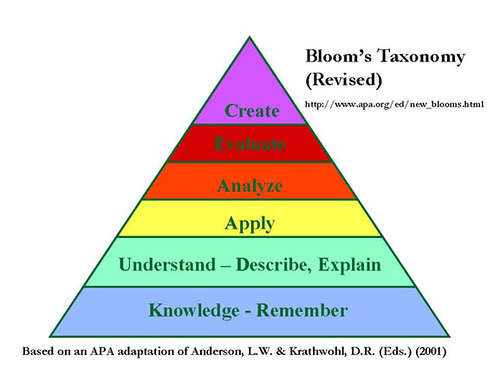 Bloom's Taxonomy
(Revised)
http://www.apa.org/ed/new_blooms.html
Create
Evaluate
Analyze
Apply
Understand – Describe, Explain
Knowledge - Remember
Based on an APA adaptation of Anderson, L.W. & Krathwohl, D.R. (Eds.) (2001)